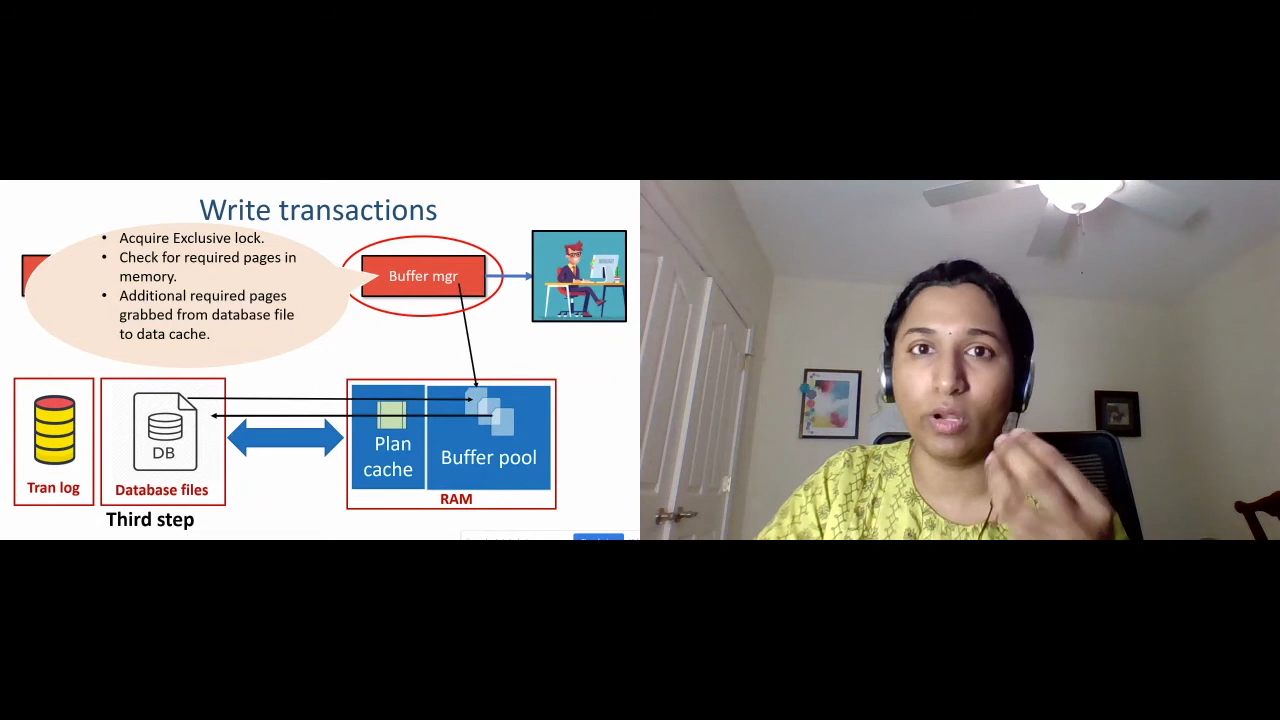 Write transactions
• Acquire Exclusive lock.
• Check for required pages in
memory.
• Additional required pages
grabbed from database file
to data cache.
Buffer mgr
DB
Tran log
Database files
Plan
cache
Buffer pool
RAM
Third step